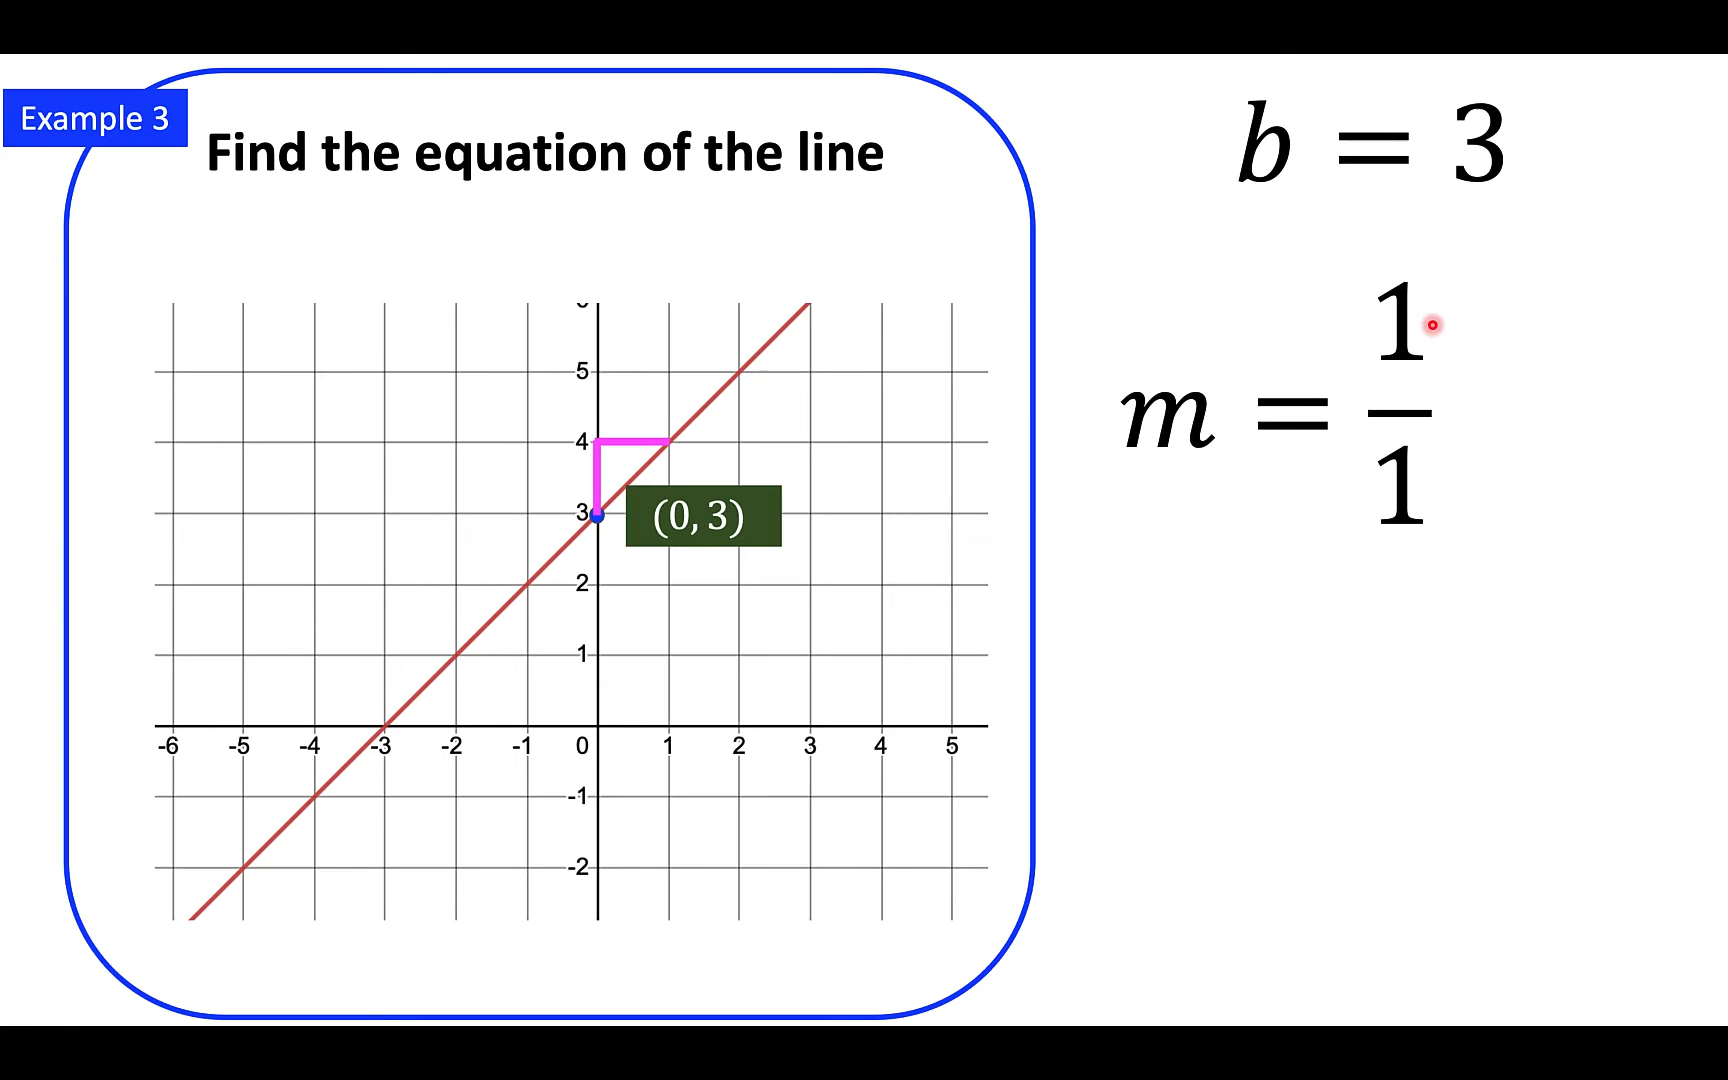 Example 3
Find the equation of the line
b = 3
m = 1/1
5
4
3
(0, 3)
2
1
-6 -5 -4 -3 -2 -1 0 1 2 3 4 5
-1
-2